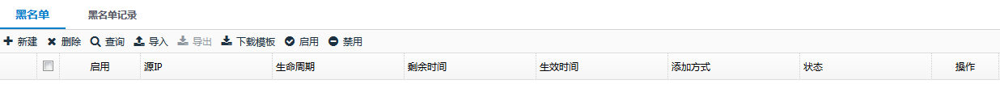 黑名单 黑名单记录
新建 删除 查询 导入 导出 下载模板 启用 禁用
启用 源IP 生命周期 剩余时间 生效时间 添加方式 状态 操作